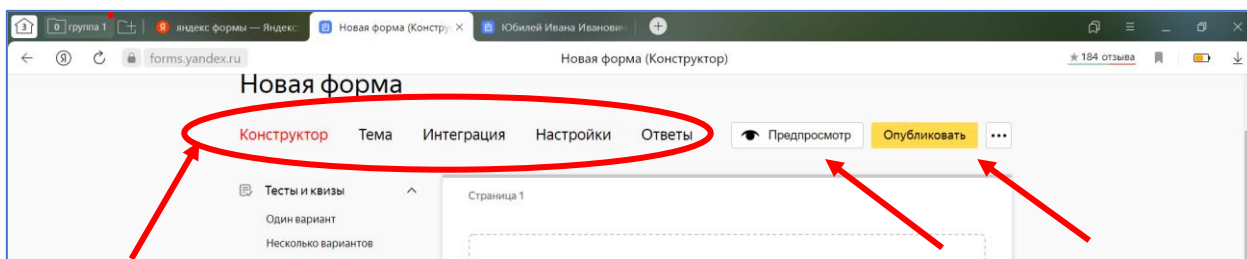 3 0 группа 1 Я яндекс формы — Яндекс Новая форма (Констру Юбилей Ивана Иванович
Я forms.yandex.ru Новая форма (Конструктор) ★ 184 отзыва
Новая форма
Конструктор Тема Интеграция Настройки Ответы Предпросмотр Опубликовать •••
Тесты и квизы Страница 1
Один вариант
Несколько вариантов